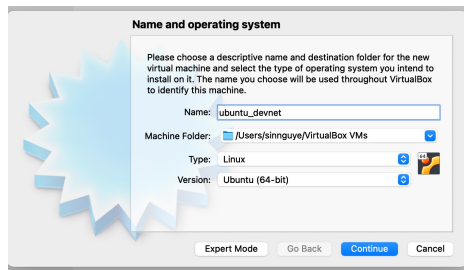 Name and operating system
Please choose a descriptive name and destination folder for the new
virtual machine and select the type of operating system you intend to
install on it. The name you choose will be used throughout VirtualBox
to identify this machine.
Name: ubuntu_devnet
Machine Folder: /Users/sinnguye/VirtualBox VMs
Type: Linux
Version: Ubuntu (64-bit)
64
Expert Mode Go Back Continue Cancel